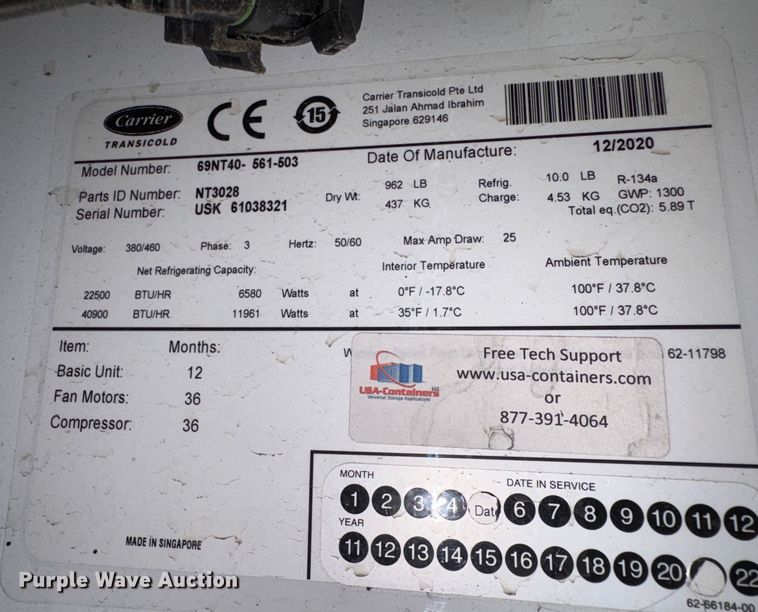 Carrier
TRANSICOLD
CE
15
Carrier Transicold Pte Ltd
251 Jalan Ahmad Ibrahim
Singapore 629146
Model Number: 69NT40- 561-503 Date Of Manufacture: 12/2020
Parts ID Number: NT3028
Serial Number: USK 61038321
Dry Wt: 962 LB
437 KG
Refrig. Charge: 10.0 LB
4.53 KG
R-134a
GWP: 1300
Total eq.(CO2): 5.89 T
Voltage: 380/460 Phase: 3 Hertz: 50/60 Max Amp Draw: 25
Net Refrigerating Capacity: Interior Temperature Ambient Temperature
22500 BTU/HR 6580 Watts at 0°F / -17.8°C 100°F / 37.8°C
40900 BTU/HR 11961 Watts at 35°F / 1.7°C 100°F / 37.8°C
Item: Months:
Basic Unit: 12
Fan Motors: 36
Compressor: 36
62-11798
USA-Containers LLC
Universal Storage Applications
Free Tech Support
www.usa-containers.com
or
877-391-4064
MONTH DATE IN SERVICE
1 2 3 4 Date 6 7 8 9 10 11 12
YEAR
11 12 13 14 15 16 17 18 19 20 22
MADE IN SINGAPORE
62-66184-00
Purple Wave Auction